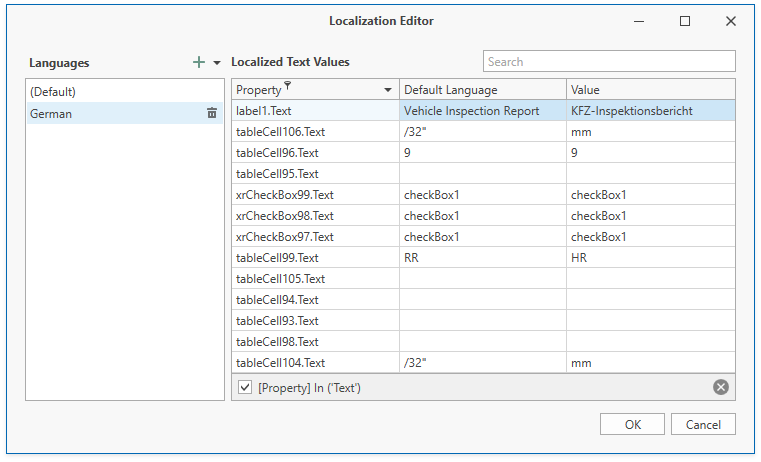 Localization Editor
Languages
Localized Text Values
Search
(Default)
German
Property Default Language Value
label1.Text Vehicle Inspection Report KFZ-Inspektionsbericht
tableCell106.Text /32" mm
tableCell96.Text 9 9
tableCell95.Text
xrCheckBox99.Text checkBox1 checkBox1
xrCheckBox98.Text checkBox1 checkBox1
xrCheckBox97.Text checkBox1 checkBox1
tableCell99.Text RR HR
tableCell105.Text
tableCell94.Text
tableCell93.Text
tableCell98.Text
tableCell104.Text /32" mm
[Property] In ('Text')
OK Cancel